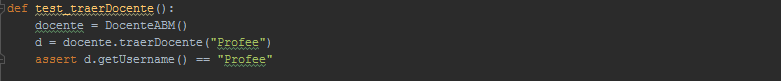 def test_traerDocente():
    docente = DocenteABM()
    d = docente.traerDocente("Profee")
    assert d.getUsername() == "Profee"